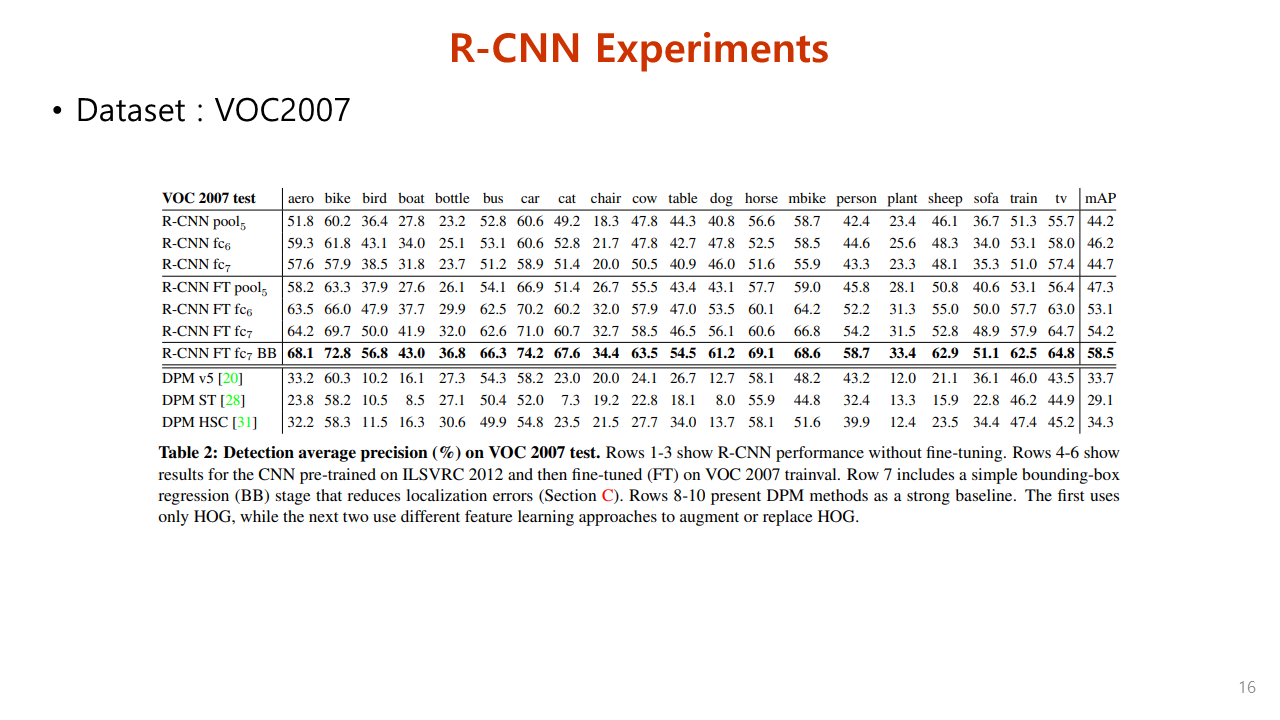 R-CNN Experiments
• Dataset : VOC2007
VOC 2007 test aero bike bird boat bottle bus car cat chair cow table dog horse mbike person plant sheep sofa train tv mAP
R-CNN pool5 51.8 60.2 36.4 27.8 23.2 52.8 60.6 49.2 18.3 47.8 44.3 40.8 56.6 58.7 42.4 23.4 46.1 36.7 51.3 55.7 44.2
R-CNN fc6 59.3 61.8 43.1 34.0 25.1 53.1 60.6 52.8 21.7 47.8 42.7 47.8 52.5 58.5 44.6 25.6 48.3 34.0 53.1 58.0 46.2
R-CNN fc7 57.6 57.9 38.5 31.8 23.7 51.2 58.9 51.4 20.0 50.5 40.9 46.0 51.6 55.9 43.3 23.3 48.1 35.3 51.0 57.4 44.7
R-CNN FT pool5 58.2 63.3 37.9 27.6 26.1 54.1 66.9 51.4 26.7 55.5 43.4 43.1 57.7 59.0 45.8 28.1 50.8 40.6 53.1 56.4 47.3
R-CNN FT fc6 63.5 66.0 47.9 37.7 29.9 62.5 70.2 60.2 32.0 57.9 47.0 53.5 60.1 64.2 52.2 31.3 55.0 50.0 57.7 63.0 53.1
R-CNN FT fc7 64.2 69.7 50.0 41.9 32.0 62.6 71.0 60.7 32.7 58.5 46.5 56.1 60.6 66.8 54.2 31.5 52.8 48.9 57.9 64.7 54.2
R-CNN FT fc7 BB 68.1 72.8 56.8 43.0 36.8 66.3 74.2 67.6 34.4 63.5 54.5 61.2 69.1 68.6 58.7 33.4 62.9 51.1 62.5 64.8 58.5
DPM v5 [20] 33.2 60.3 10.2 16.1 27.3 54.3 58.2 23.0 20.0 24.1 26.7 12.7 58.1 48.2 43.2 12.0 21.1 36.1 46.0 43.5 33.7
DPM ST [28] 23.8 58.2 10.5 8.5 27.1 50.4 52.0 7.3 19.2 22.8 18.1 8.0 55.9 44.8 32.4 13.3 15.9 22.8 46.2 44.9 29.1
DPM HSC [31] 32.2 58.3 11.5 16.3 30.6 49.9 54.8 23.5 21.5 27.7 34.0 13.7 58.1 51.6 39.9 12.4 23.5 34.4 47.4 45.2 34.3
Table 2: Detection average precision (%) on VOC 2007 test. Rows 1-3 show R-CNN performance without fine-tuning. Rows 4-6 show
results for the CNN pre-trained on ILSVRC 2012 and then fine-tuned (FT) on VOC 2007 trainval. Row 7 includes a simple bounding-box
regression (BB) stage that reduces localization errors (Section C). Rows 8-10 present DPM methods as a strong baseline. The first uses
only HOG, while the next two use different feature learning approaches to augment or replace HOG.
16